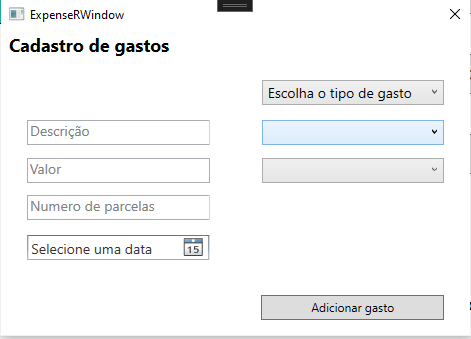 ExpenseRWindow
Cadastro de gastos
Escolha o tipo de gasto
Descrição
Valor
Numero de parcelas
Selecione uma data
15
Adicionar gasto